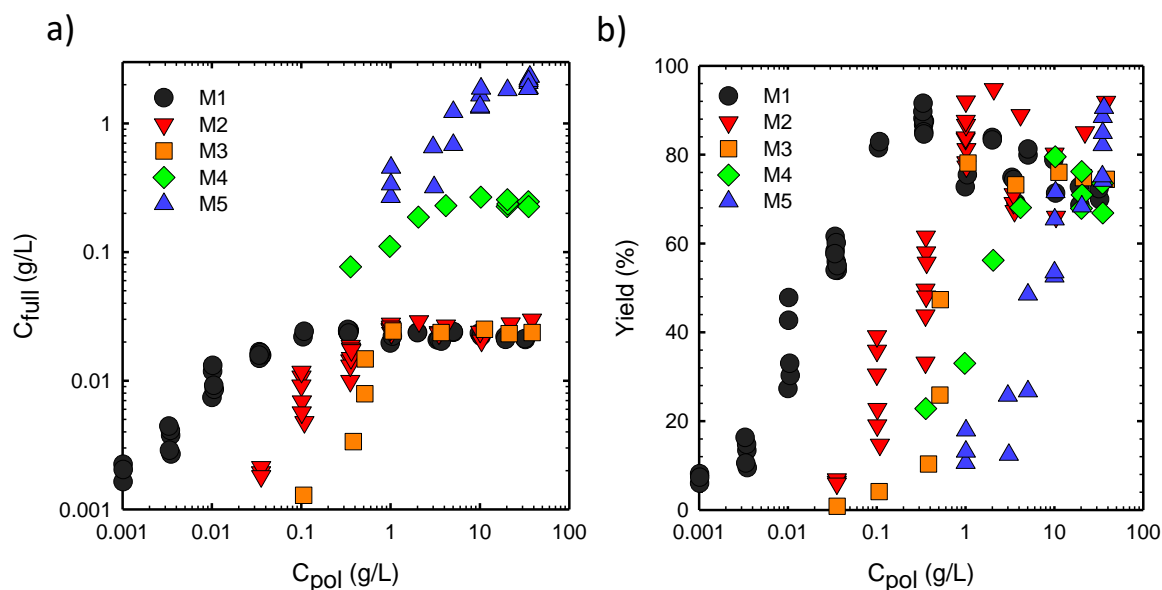 a)
C_full (g/L)
1
0.1
0.01
0.001
M1
M2
M3
M4
M5
0.001 0.01 0.1 1 10 100
C_pol (g/L)
b)
Yield (%)
100
80
60
40
20
0
M1
M2
M3
M4
M5
0.001 0.01 0.1 1 10 100
C_pol (g/L)